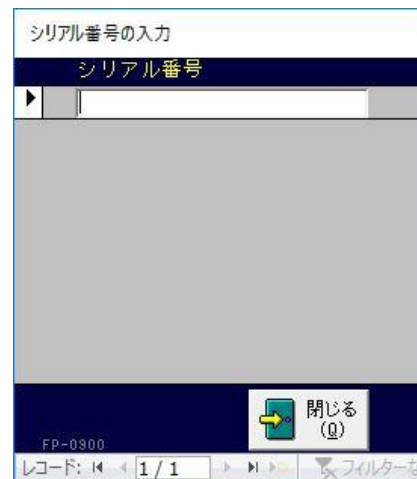 シリアル番号の入力
シリアル番号
閉じる
(Q)
FP-0900
レコード: 1 / 1 フィルターな